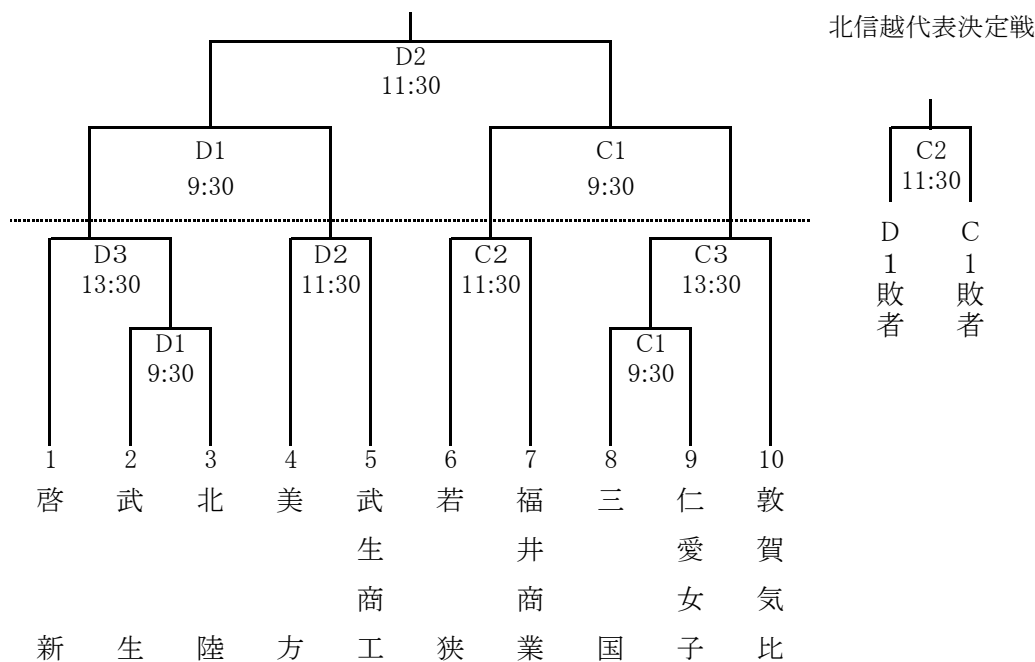 北信越代表決定戦
D2
11:30
D1
9:30
C1
9:30
C2
11:30
D1敗者
C1敗者
D3
13:30
D2
11:30
C2
11:30
C3
13:30
D1
9:30
C1
9:30
1 2 3 4 5 6 7 8 9 10
啓新
武生
北陸
美方
武生商工
若狭
福井商業
三国
仁愛女子
敦賀気比